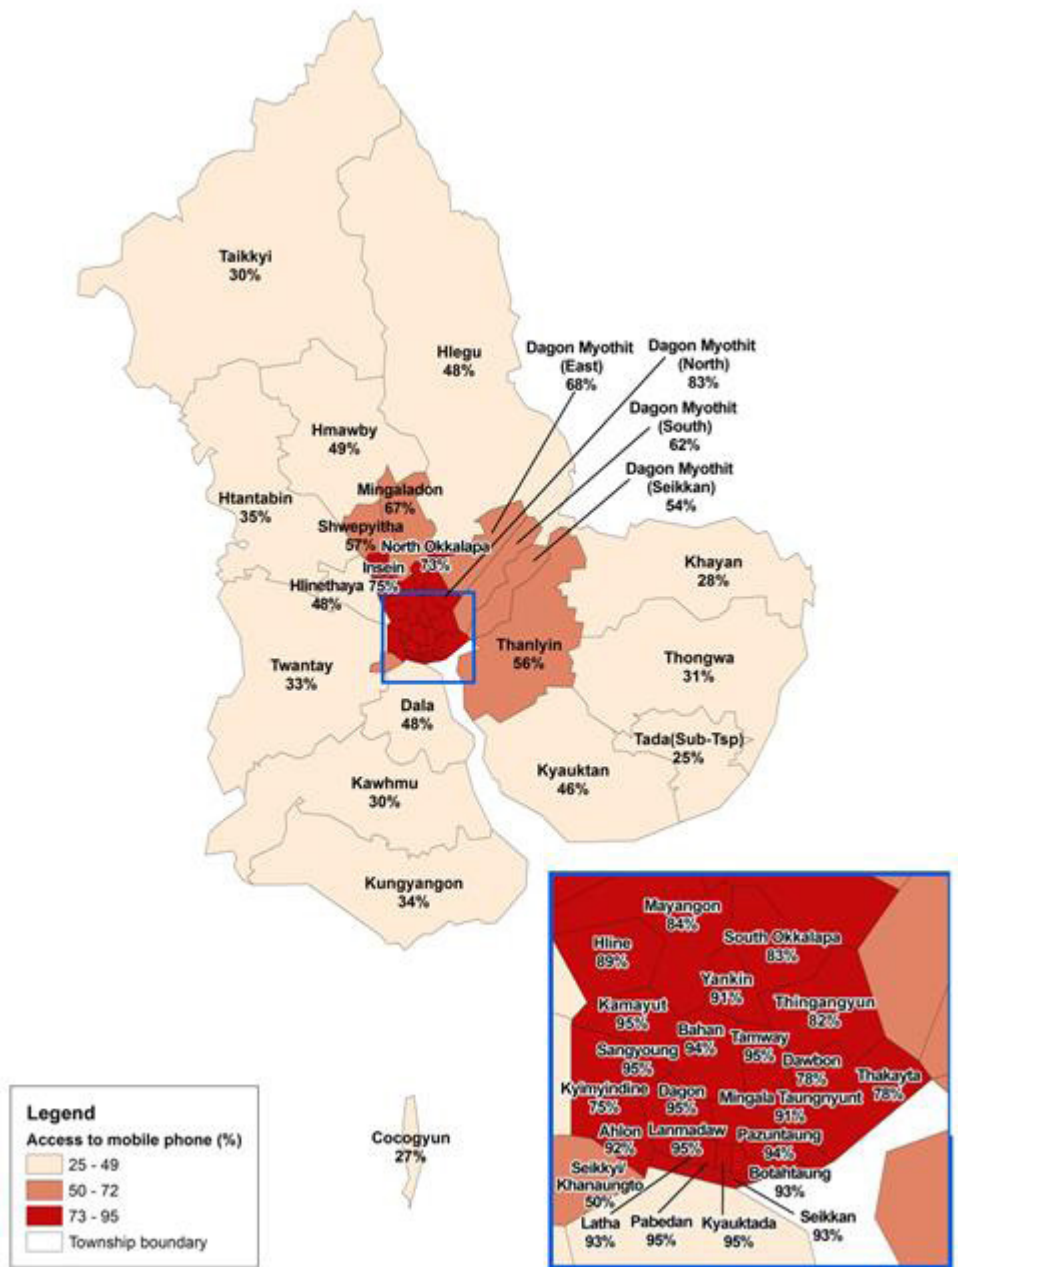 Taikkyi
30%
Hlegu
48%
Dagon Myothit
(East)
68%
Dagon Myothit
(North)
83%
Dagon Myothit
(South)
62%
Dagon Myothit
(Seikkan)
54%
Hmawby
49%
Htantabin
35%
Mingaladon
67%
Shwepyitha
57%
North Okkalapa
73%
Insein
75%
Hlinethaya
48%
Khayan
28%
Thanlyin
56%
Thongwa
31%
Twantay
33%
Dala
48%
Tada(Sub-Tsp)
25%
Kyauktan
46%
Kawhmu
30%
Kungyangon
34%
Mayangon
84%
South Okkalapa
83%
Hline
89%
Yankin
91%
Thingangyun
82%
Kamayut
95%
Bahan
94%
Tamway
95%
Sangyoung
95%
Dawbon
78%
Thakayta
78%
Kyimyindine
75%
Dagon
95%
Mingala Taungnyunt
91%
Ahlon
92%
Lanmadaw
95%
Pazuntaung
94%
Botahtaung
93%
Seikkyi/
Khanaungto
50%
Latha
93%
Pabedan
95%
Kyauktada
95%
Seikkan
93%
Cocogyun
27%
Legend
Access to mobile phone (%)
25 - 49
50 - 72
73 - 95
Township boundary